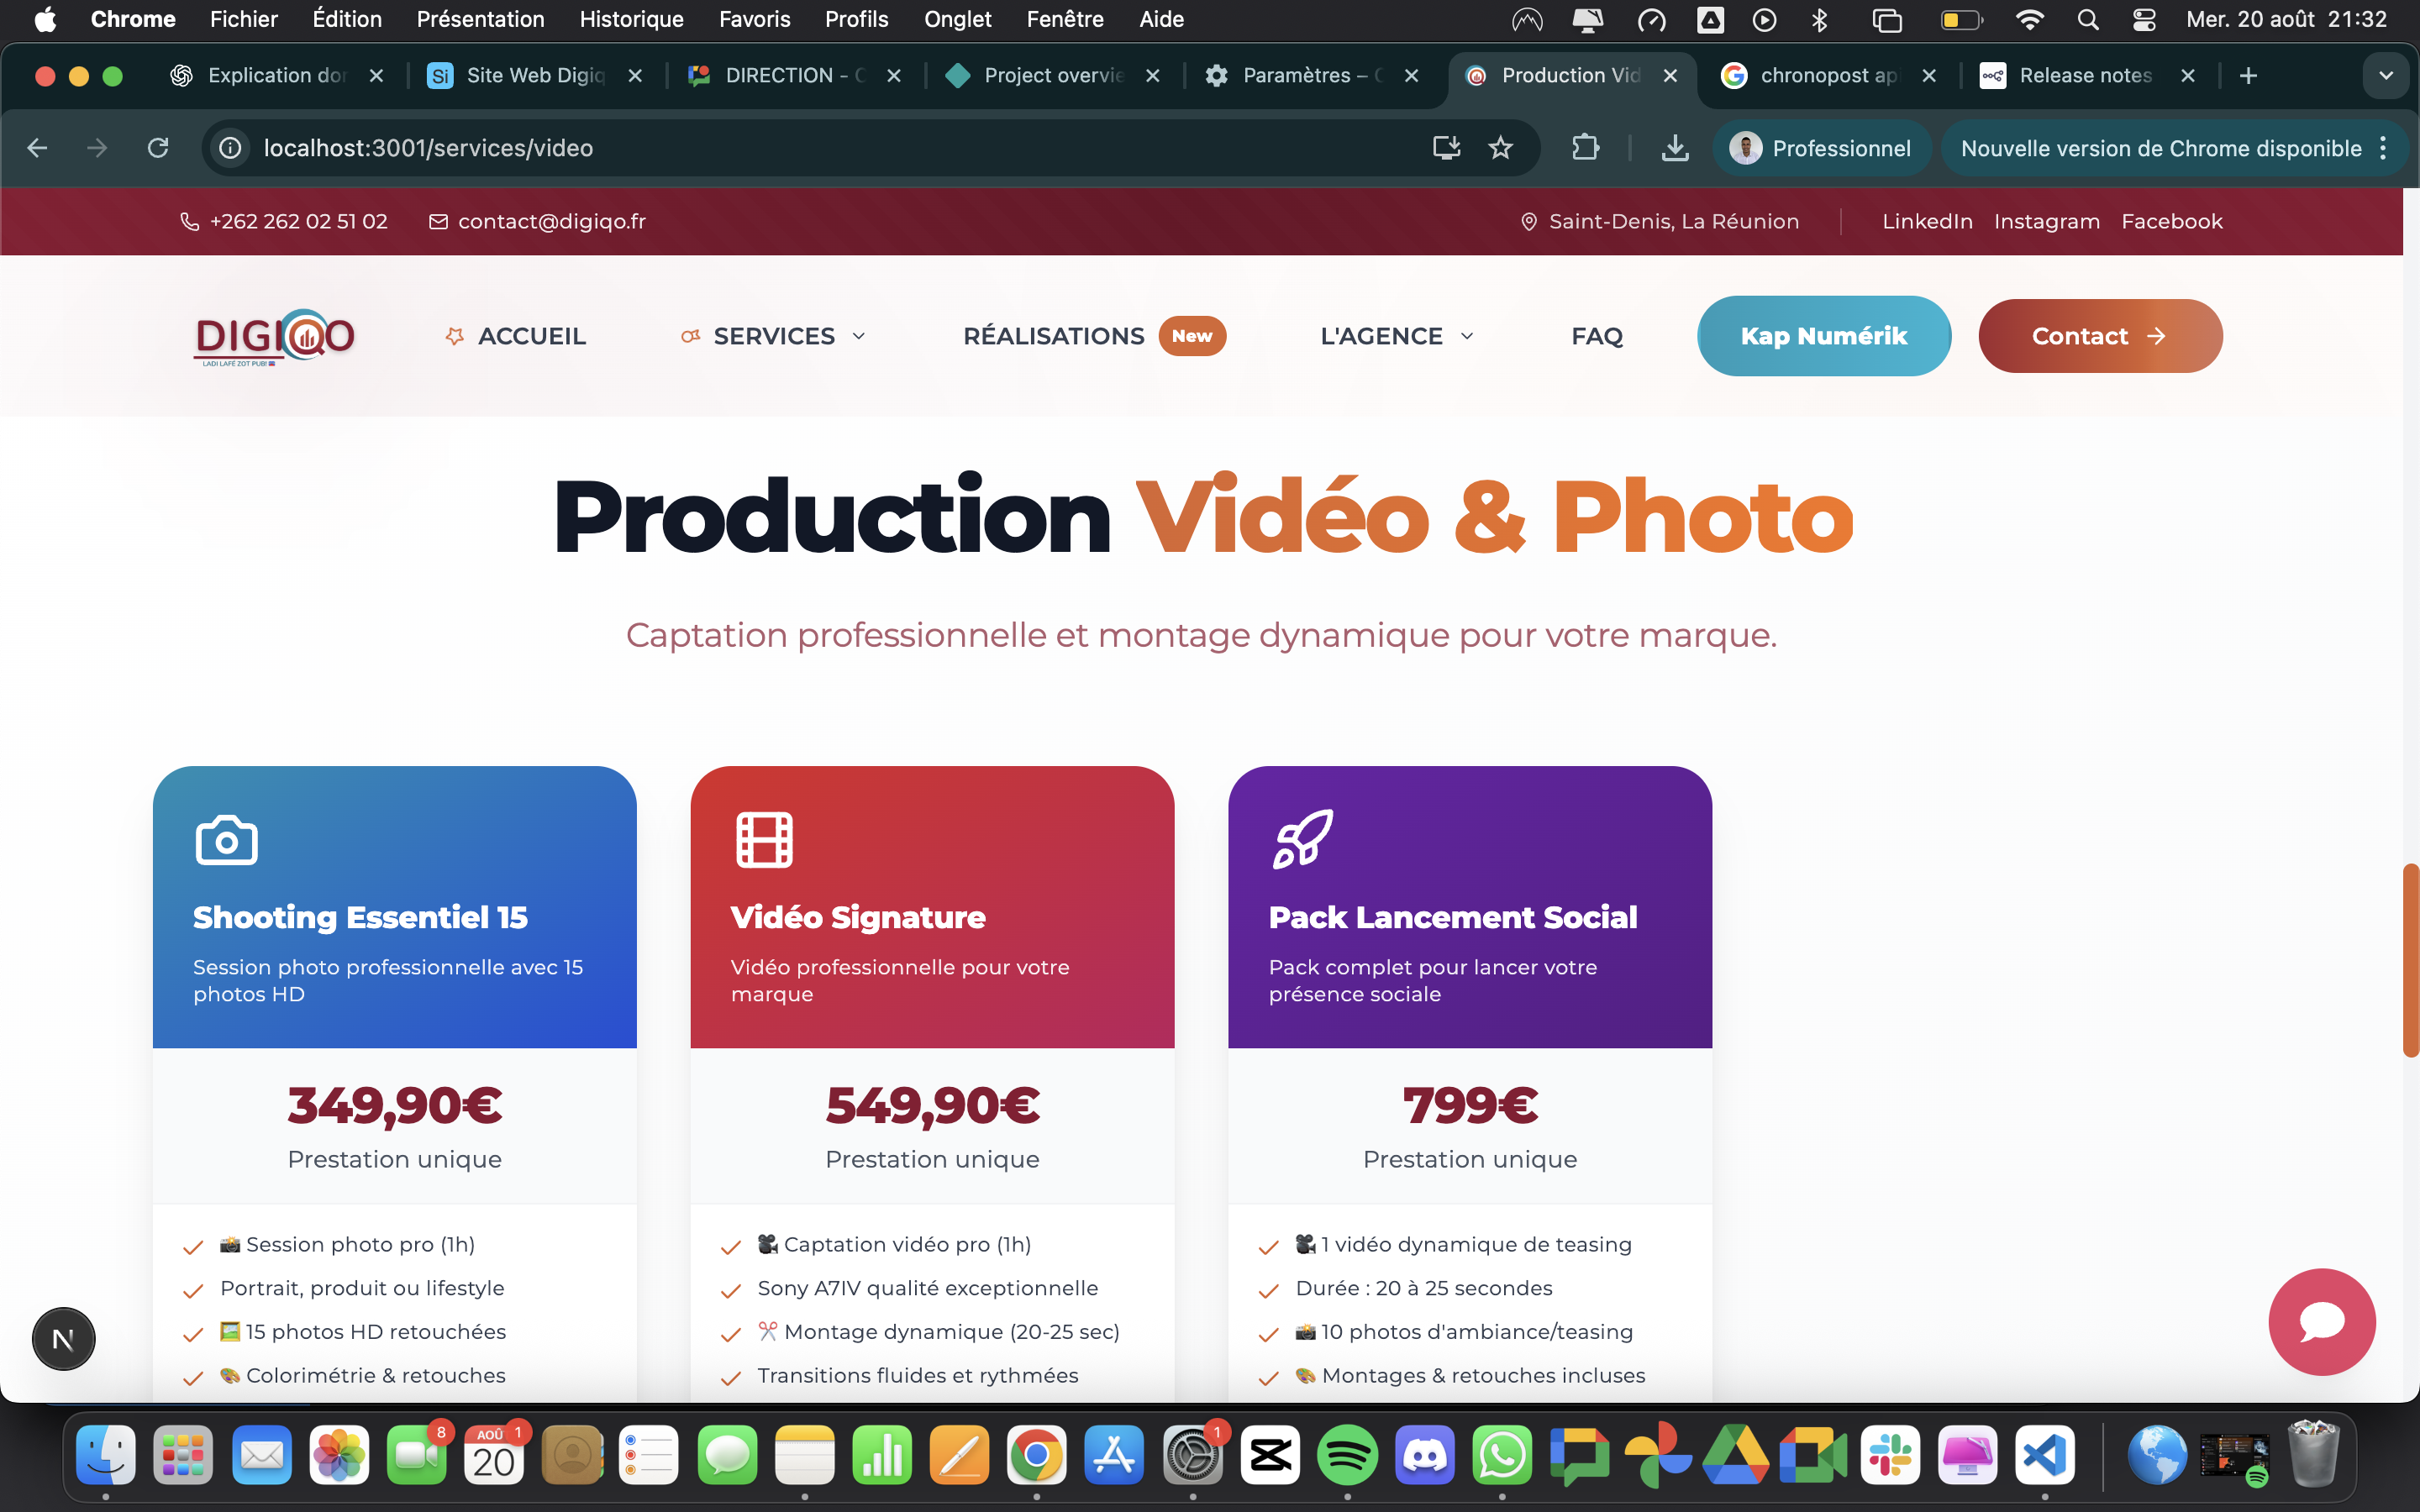 Chrome Fichier Édition Présentation Historique Favoris Profils Onglet Fenêtre Aide Mer. 20 août 21:32
Explication do Site Web Digiq DIRECTION - Project overvie Paramètres – Production Vid chronopost ap Release notes
localhost:3001/services/video Professionnel Nouvelle version de Chrome disponible
+262 262 02 51 02 contact@digiqo.fr Saint-Denis, La Réunion LinkedIn Instagram Facebook
DIGIQO
LADI LAFÉ ZOT PUB!
ACCUEIL SERVICES RÉALISATIONS New L'AGENCE FAQ Kap Numérik Contact
Production Vidéo & Photo
Captation professionnelle et montage dynamique pour votre marque.
Shooting Essentiel 15
Session photo professionnelle avec 15
photos HD
349,90€
Prestation unique
📸 Session photo pro (1h)
Portrait, produit ou lifestyle
🖼️ 15 photos HD retouchées
🎨 Colorimétrie & retouches
Vidéo Signature
Vidéo professionnelle pour votre
marque
549,90€
Prestation unique
🎥 Captation vidéo pro (1h)
Sony A7IV qualité exceptionnelle
✂️ Montage dynamique (20-25 sec)
Transitions fluides et rythmées
Pack Lancement Social
Pack complet pour lancer votre
présence sociale
799€
Prestation unique
🎥 1 vidéo dynamique de teasing
Durée : 20 à 25 secondes
📸 10 photos d'ambiance/teasing
🎨 Montages & retouches incluses
N
8 AOÛ 1 20 1